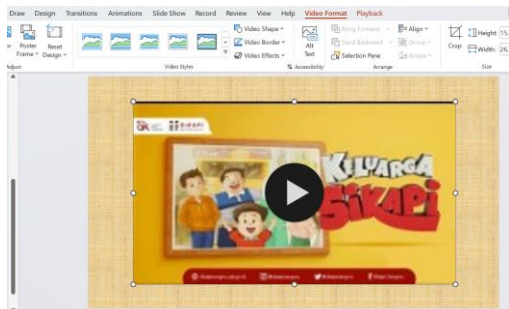 Draw Design Transitions Animations Slide Show Record Review View Help Video Format Playback
Poster Frame
Reset Design
Video Shape
Video Border
Video Effects
Alt Text
Bring Forward
Send Backward
Selection Pane
Align
Group
Rotate
Crop
Height: 15,
Width: 26,
Adjust
Video Styles
Accessibility
Arrange
Size
KELUARGA
SIKAPI